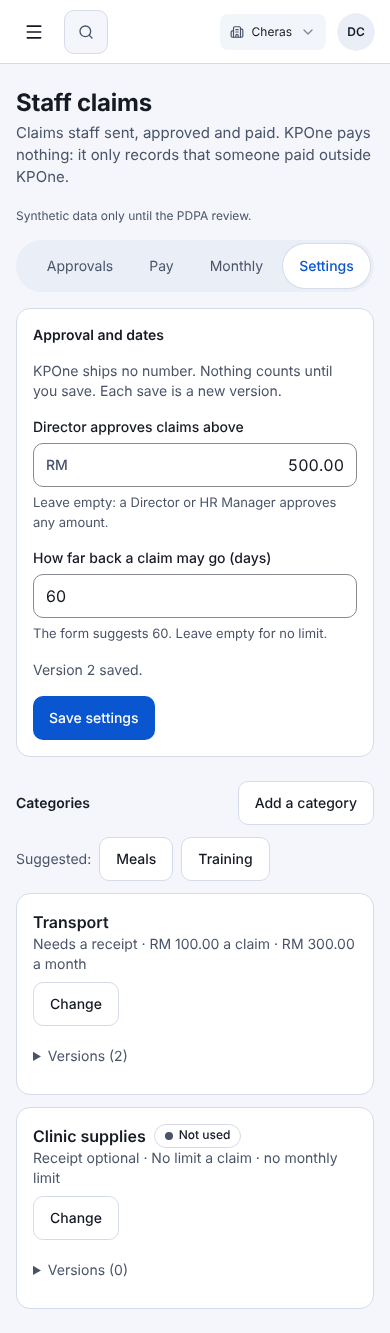 Cheras
DC
Staff claims
Claims staff sent, approved and paid. KPOne pays
nothing: it only records that someone paid outside
KPOne.
Synthetic data only until the PDPA review.
Approvals
Pay
Monthly
Settings
Approval and dates
KPOne ships no number. Nothing counts until
you save. Each save is a new version.
Director approves claims above
RM
500.00
Leave empty: a Director or HR Manager approves
any amount.
How far back a claim may go (days)
60
The form suggests 60. Leave empty for no limit.
Version 2 saved.
Save settings
Categories
Add a category
Suggested:
Meals
Training
Transport
Needs a receipt · RM 100.00 a claim · RM 300.00
a month
Change
Versions (2)
Clinic supplies
Not used
Receipt optional · No limit a claim · no monthly
limit
Change
Versions (0)